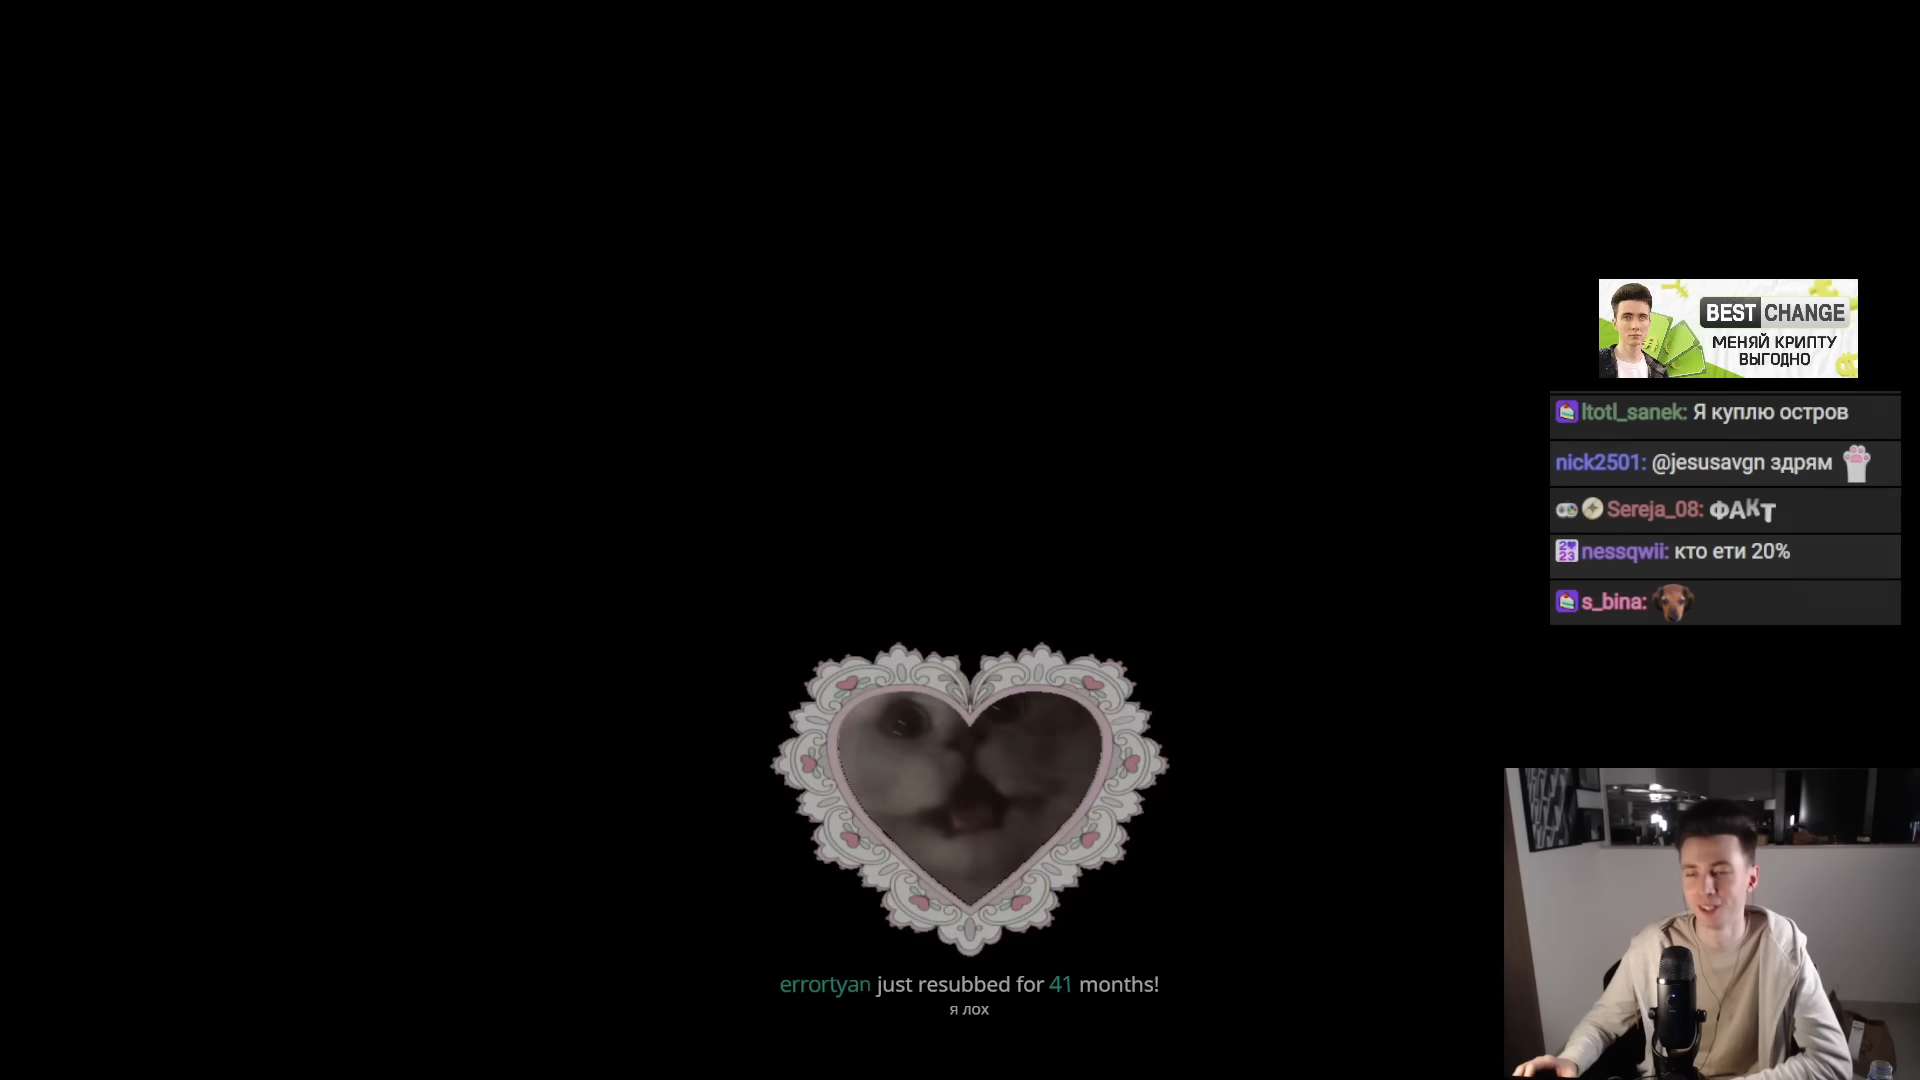 BEST CHANGE
МЕНЯЙ КРИПТУ
ВЫГОДНО
ltotl_sanek: Я куплю остров
nick2501: @jesusavgn здрям
Sereja_08: ФАКТ
2023 nessqwii: кто ети 20%
s_bina:
errortyan just resubbed for 41 months!
я лох